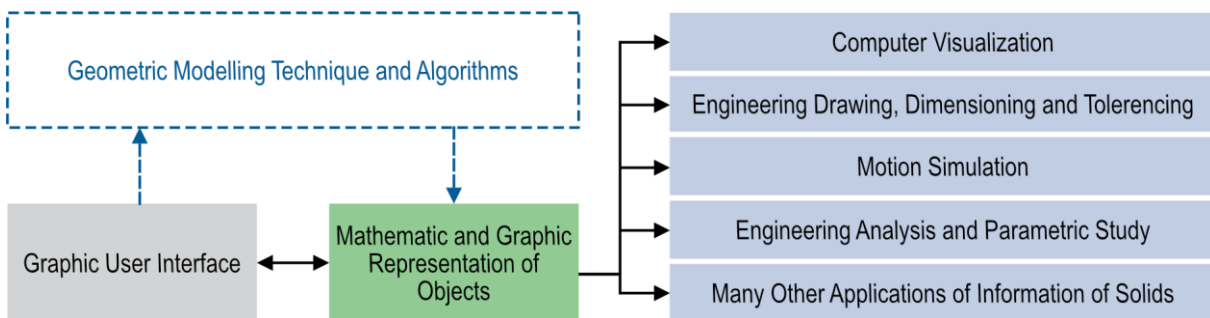 Geometric Modelling Technique and Algorithms
Graphic User Interface
Mathematic and Graphic
Representation of
Objects
Computer Visualization
Engineering Drawing, Dimensioning and Tolerencing
Motion Simulation
Engineering Analysis and Parametric Study
Many Other Applications of Information of Solids